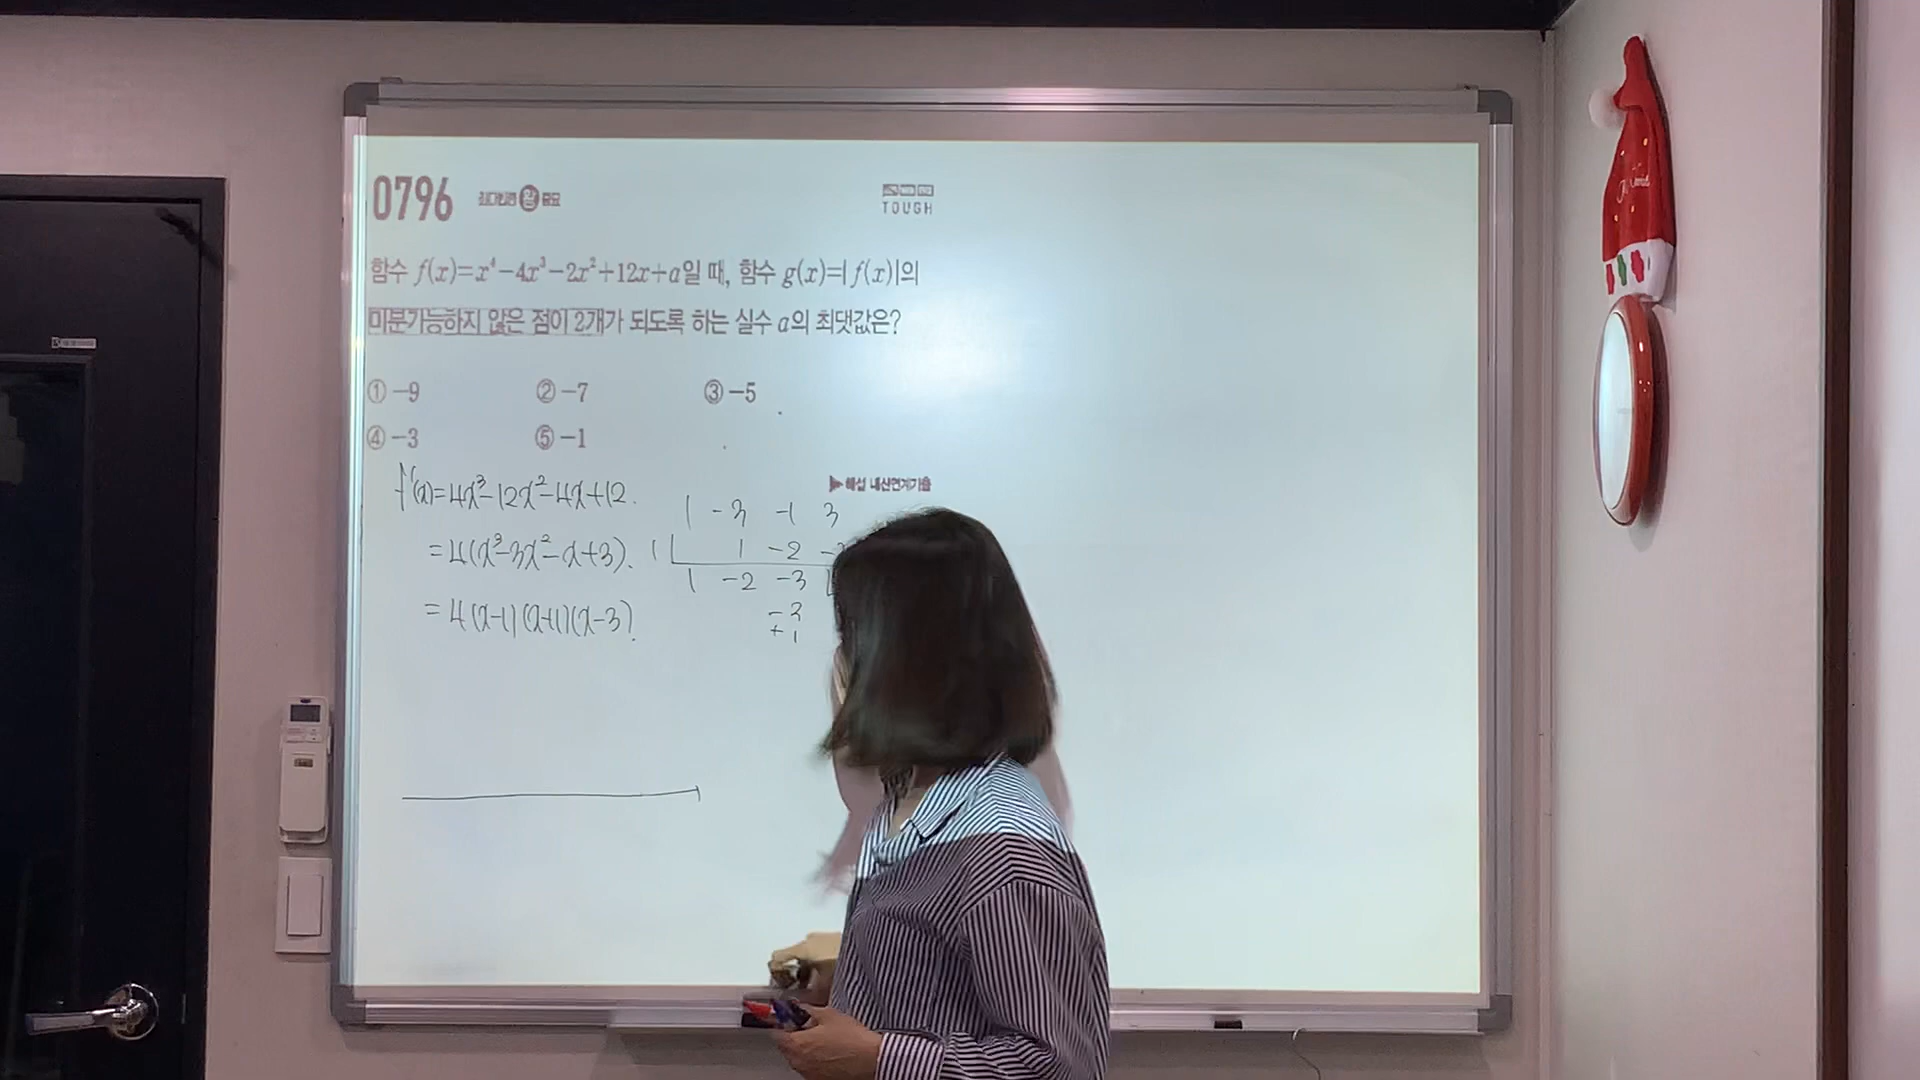 0796 왕중요
TOUGH
함수 f(x)=x⁴-4x³-2x²+12x+a일 때, 함수 g(x)=|f(x)|의
미분가능하지 않은 점이 2개가 되도록 하는 실수 a의 최댓값은?
① -9 ② -7 ③ -5
④ -3 ⑤ -1
▶ 해설 내신연계기출
f'(x)=4x³-12x²-4x+12.
=4(x³-3x²-x+3).
=4(x-1)(x+1)(x-3).
1 -3 -1 3
1 1 -2
1 -2 -3
-3
+1